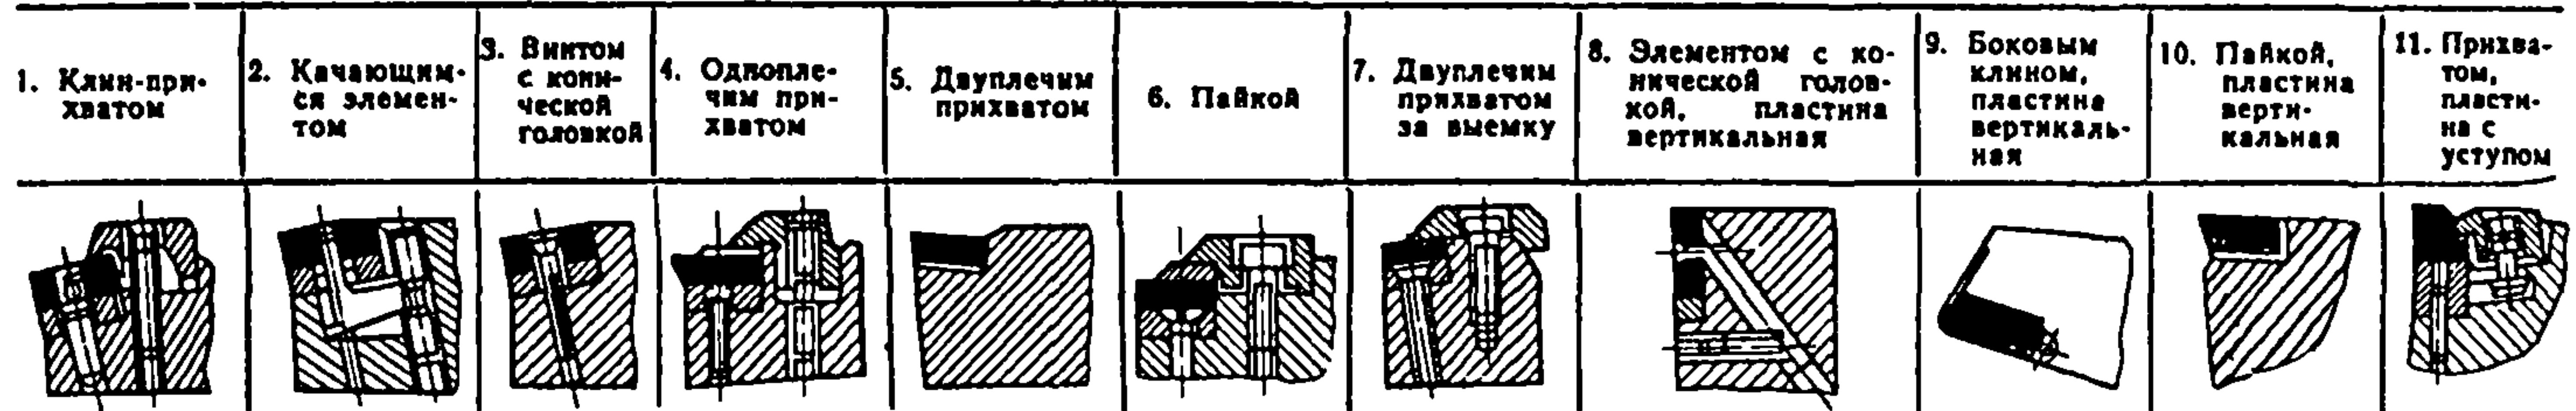 1. Клин-при-
хватом
2. Качающим-
ся элемен-
том
3. Винтом
с кони-
ческой
головкой
4. Одноппе-
чим при-
хватом
5. Двуплечим
прихватом
6. Пайкой
7. Двуплечим
прихватом
за выемку
8. Элементом с ко-
нической голов-
кой, пластина
вертикальная
9. Боковым
клином,
пластина
вертикаль-
ная
10. Пайкой,
пластина
верти-
кальная
11. Прихва-
том,
пласти-
на с
уступом